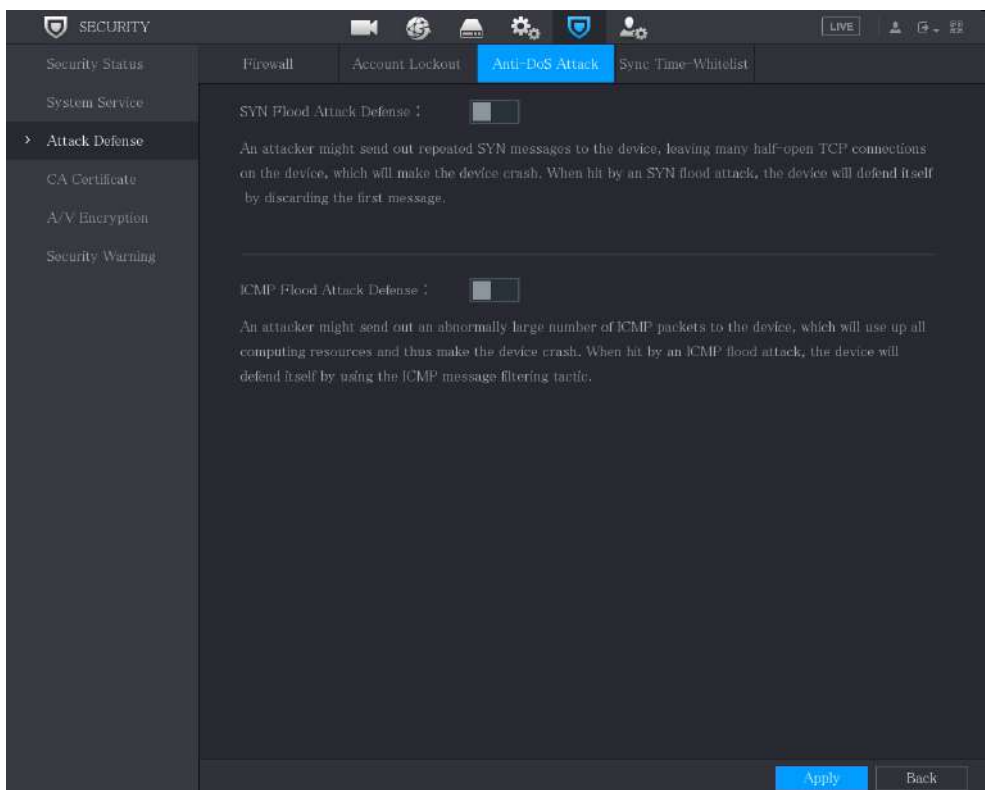 SECURITY
LIVE
Security Status
System Service
Attack Defense
CA Certificate
A/V Encryption
Security Warning
Firewall Account Lockout Anti-DoS Attack Sync Time-Whitelist
SYN Flood Attack Defense :
An attacker might send out repeated SYN messages to the device, leaving many half-open TCP connections
on the device, which will make the device crash. When hit by an SYN flood attack, the device will defend itself
by discarding the first message.
ICMP Flood Attack Defense :
An attacker might send out an abnormally large number of ICMP packets to the device, which will use up all
computing resources and thus make the device crash. When hit by an ICMP flood attack, the device will
defend itself by using the ICMP message filtering tactic.
Apply Back